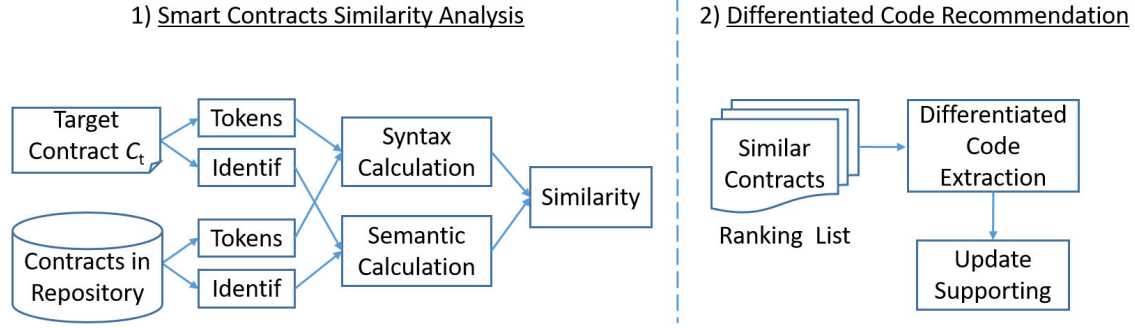 1) Smart Contracts Similarity Analysis
Target
Contract Ct
Tokens
Identif
Contracts in
Repository
Tokens
Identif
Syntax
Calculation
Semantic
Calculation
Similarity
2) Differentiated Code Recommendation
Similar
Contracts
Ranking List
Differentiated
Code
Extraction
Update
Supporting